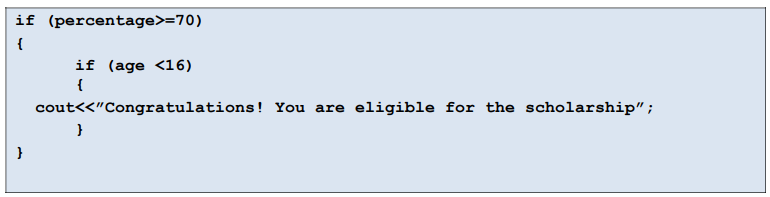 if (percentage>=70)
{
if (age <16)
{
cout<<”Congratulations! You are eligible for the scholarship”;
}
}